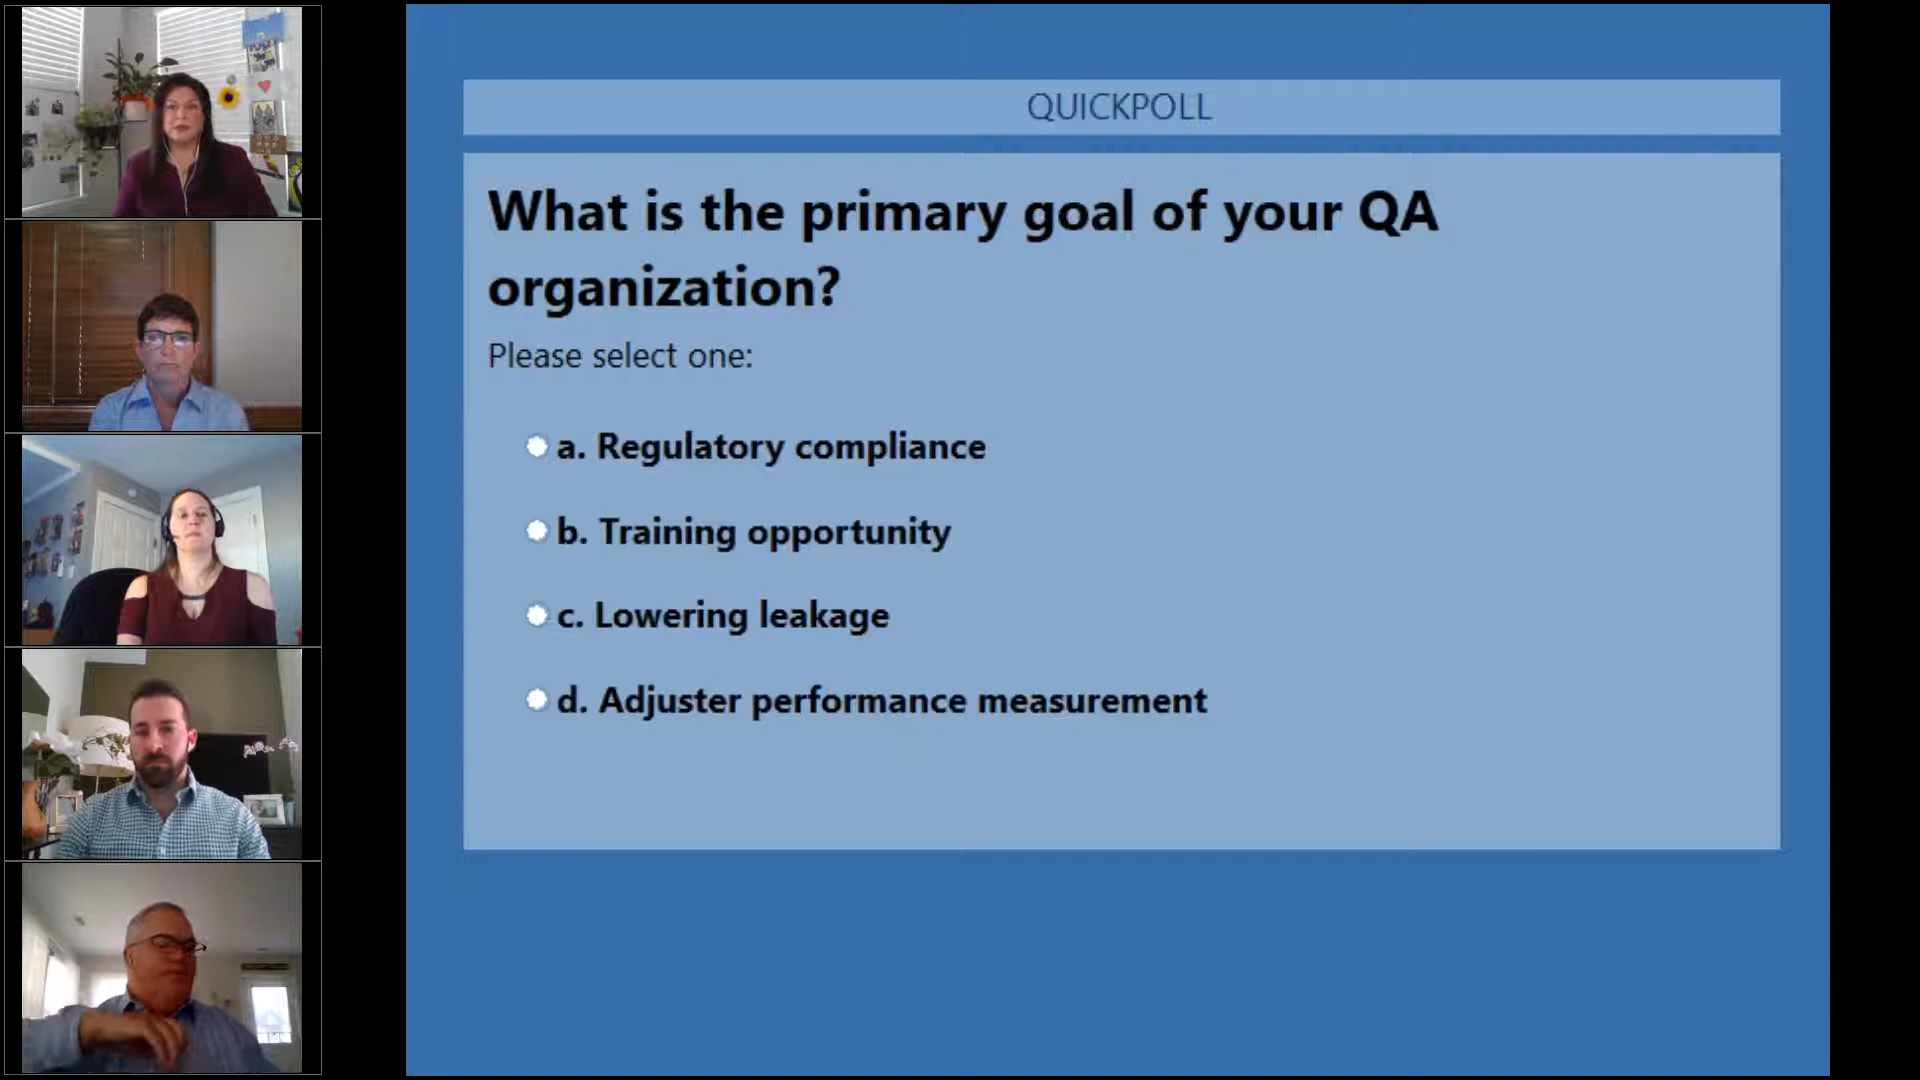 QUICKPOLL
What is the primary goal of your QA
organization?
Please select one:
a. Regulatory compliance
b. Training opportunity
c. Lowering leakage
d. Adjuster performance measurement